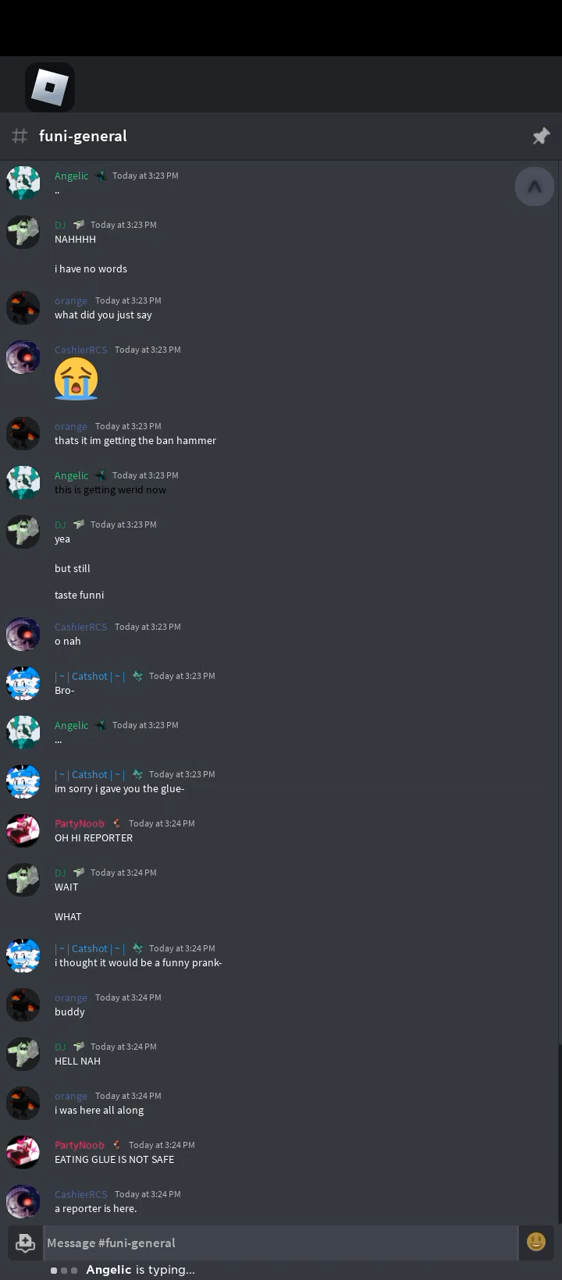 # funi-general
Angelic Today at 3:23 PM
..
DJ Today at 3:23 PM
NAHHHH
i have no words
orange Today at 3:23 PM
what did you just say
CashierRCS Today at 3:23 PM
orange Today at 3:23 PM
thats it im getting the ban hammer
Angelic Today at 3:23 PM
this is getting werid now
DJ Today at 3:23 PM
yea
but still
taste funni
CashierRCS Today at 3:23 PM
o nah
| ~ | Catshot | ~ | Today at 3:23 PM
Bro-
Angelic Today at 3:23 PM
...
| ~ | Catshot | ~ | Today at 3:23 PM
im sorry i gave you the glue-
PartyNoob Today at 3:24 PM
OH HI REPORTER
DJ Today at 3:24 PM
WAIT
WHAT
| ~ | Catshot | ~ | Today at 3:24 PM
i thought it would be a funny prank-
orange Today at 3:24 PM
buddy
DJ Today at 3:24 PM
HELL NAH
orange Today at 3:24 PM
i was here all along
PartyNoob Today at 3:24 PM
EATING GLUE IS NOT SAFE
CashierRCS Today at 3:24 PM
a reporter is here.
Message #funi-general
Angelic is typing...